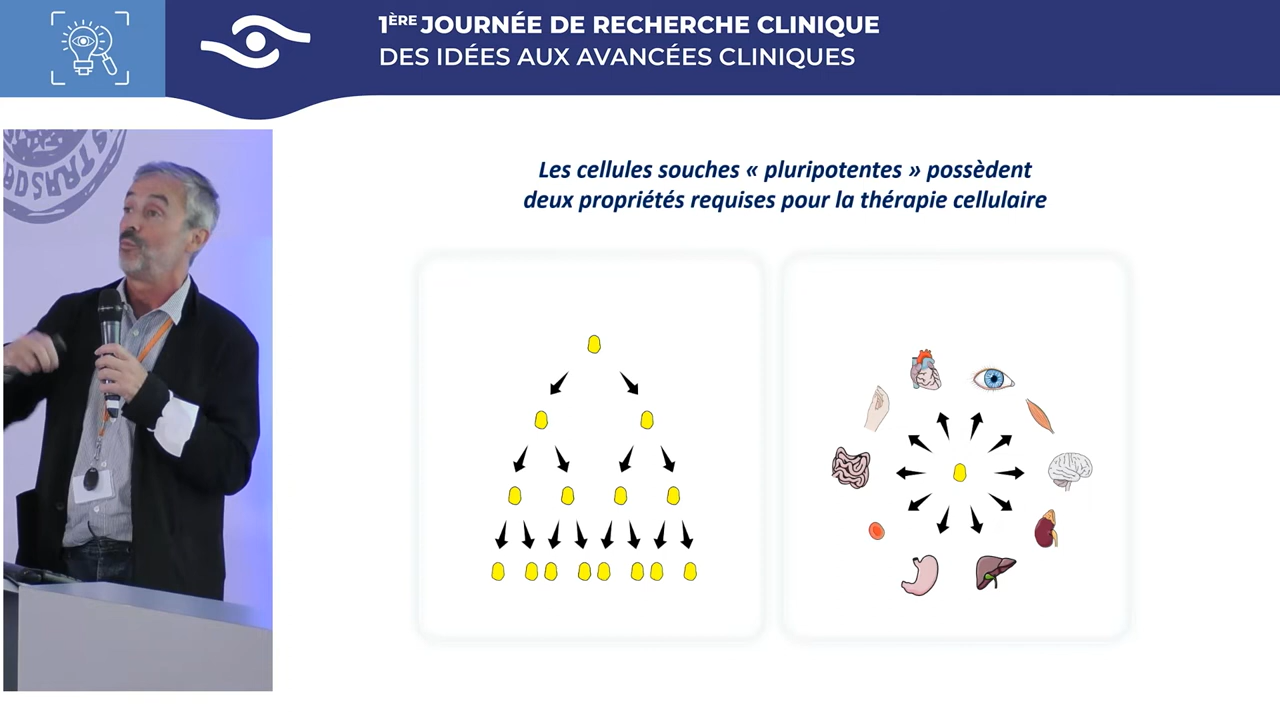 1ÈRE JOURNÉE DE RECHERCHE CLINIQUE
DES IDÉES AUX AVANCÉES CLINIQUES
STRASBO
Les cellules souches « pluripotentes » possèdent
deux propriétés requises pour la thérapie cellulaire